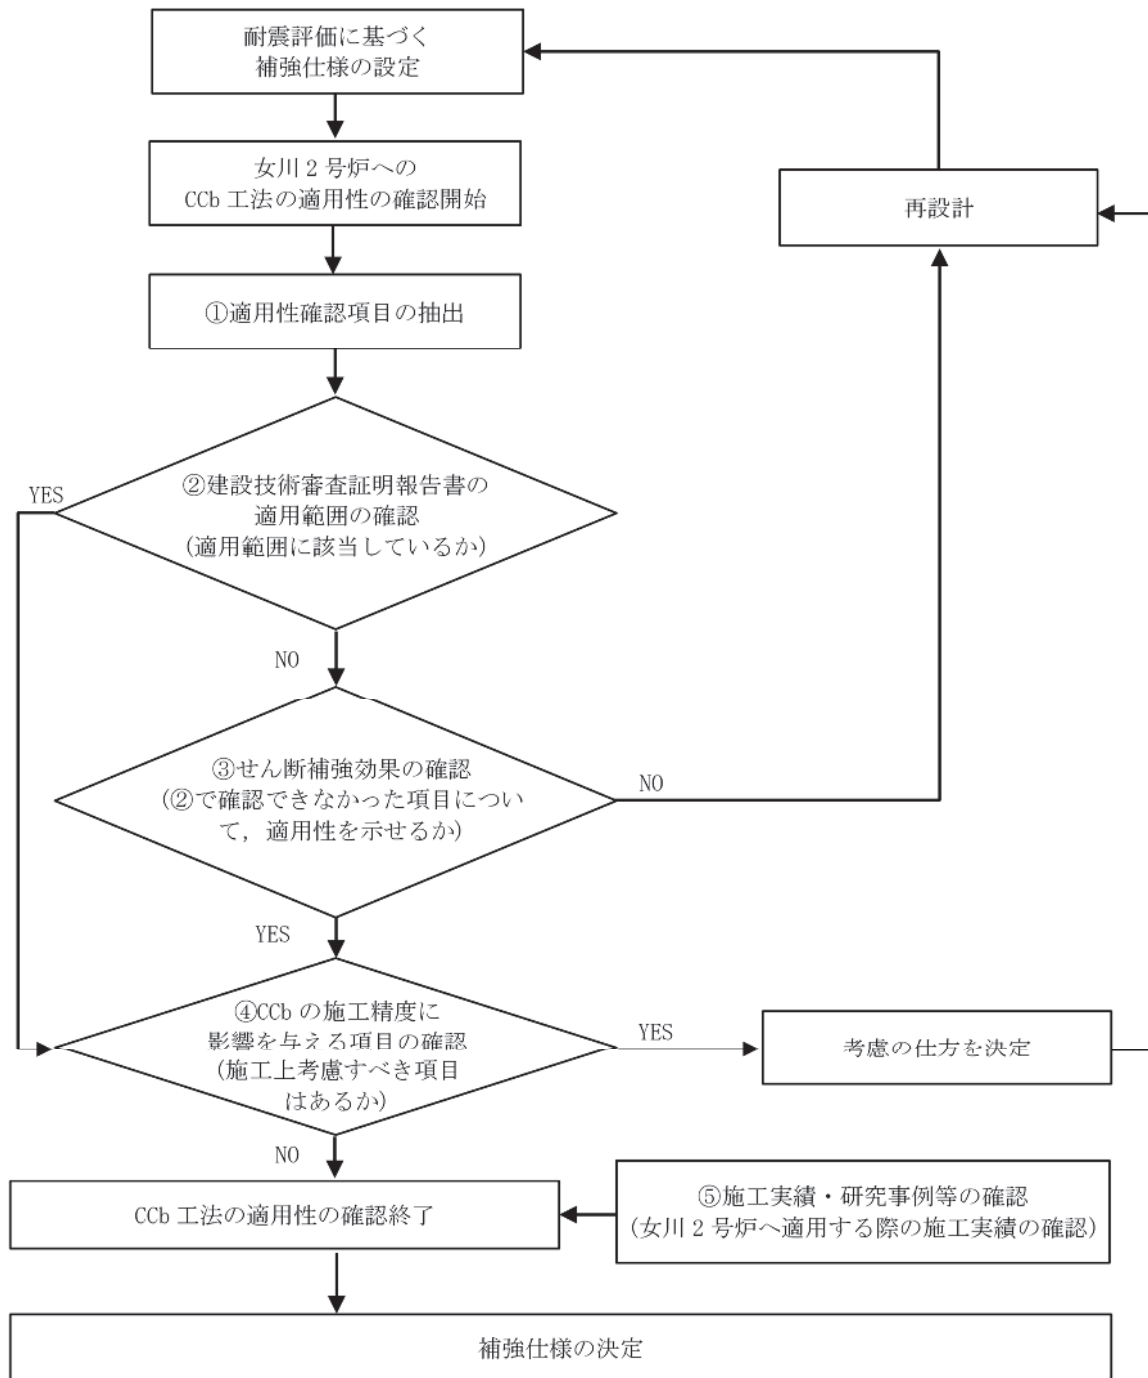 耐震評価に基づく
補強仕様の設定
女川２号炉への
CCb 工法の適用性の確認開始
再設計
①適用性確認項目の抽出
②建設技術審査証明報告書の
適用範囲の確認
(適用範囲に該当しているか)
YES
NO
③せん断補強効果の確認
(②で確認できなかった項目につい
て，適用性を示せるか)
NO
YES
④CCb の施工精度に
影響を与える項目の確認
(施工上考慮すべき項目
はあるか)
YES
考慮の仕方を決定
NO
CCb 工法の適用性の確認終了
⑤施工実績・研究事例等の確認
(女川２号炉へ適用する際の施工実績の確認)
補強仕様の決定